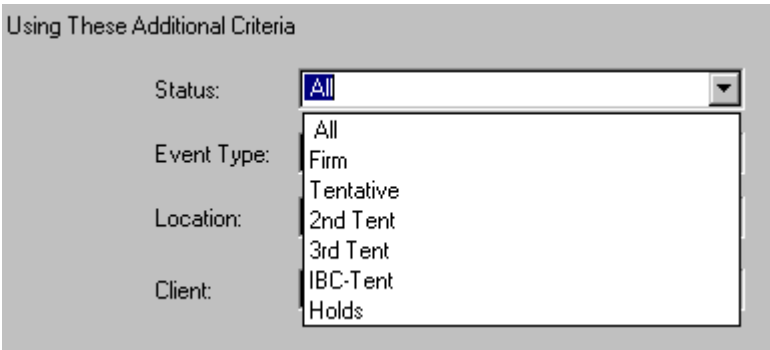 Using These Additional Criteria
Status:
All
All
Firm
Tentative
2nd Tent
3rd Tent
IBC-Tent
Holds
Event Type:
Location:
Client: